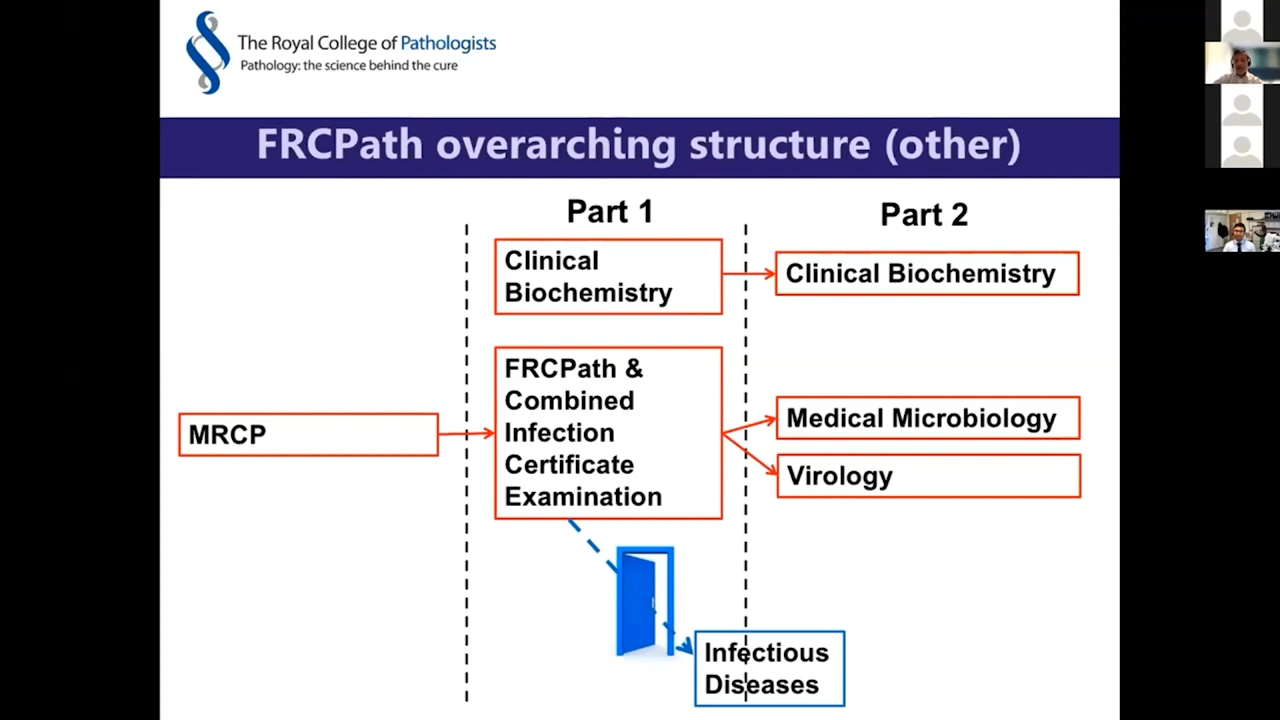 The Royal College of Pathologists
Pathology: the science behind the cure
FRCPath overarching structure (other)
Part 1
Part 2
Clinical
Biochemistry
Clinical Biochemistry
MRCP
FRCPath &
Combined
Infection
Certificate
Examination
Medical Microbiology
Virology
Infectious
Diseases